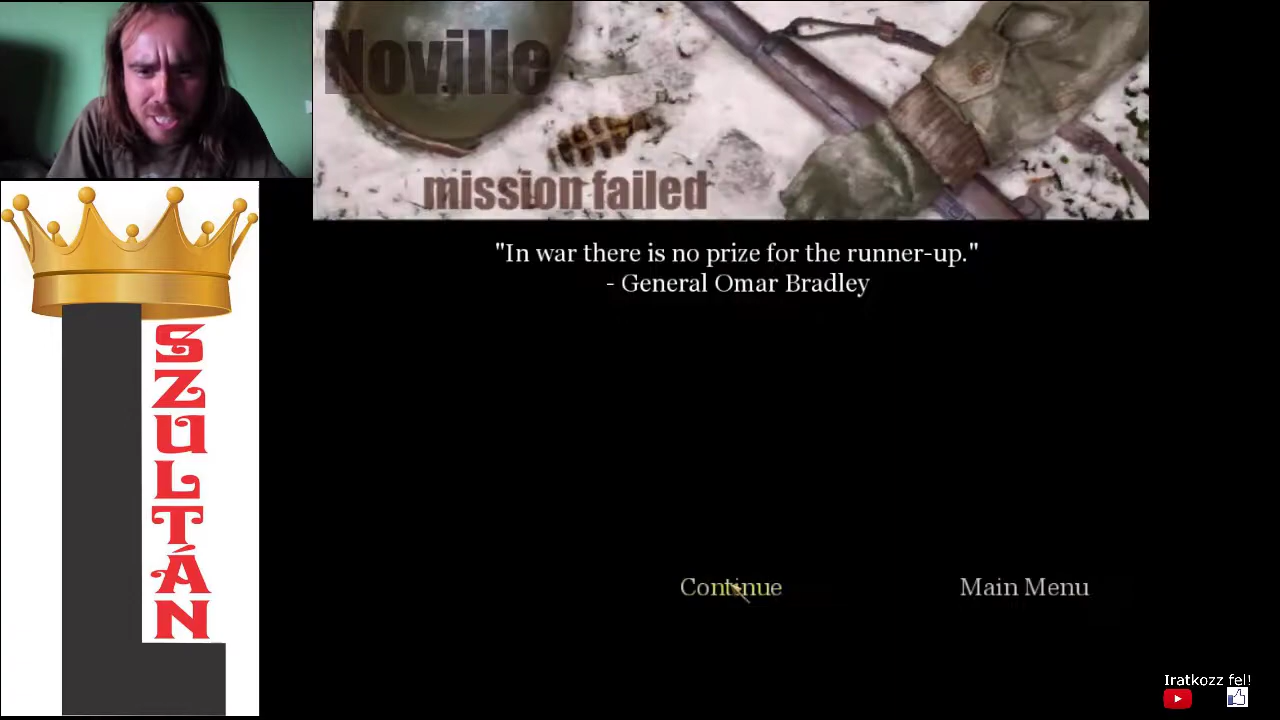 Noville
mission failed
"In war there is no prize for the runner-up."
- General Omar Bradley
L
SZULTÁN
Continue
Main Menu
Iratkozz fel!